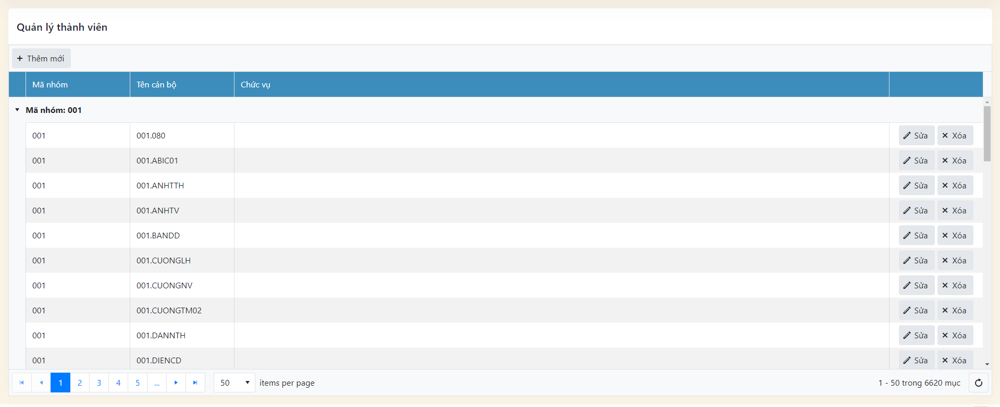 Quản lý thành viên
Thêm mới
Mã nhóm Tên cán bộ Chức vụ
Mã nhóm: 001
001 001.080 Sửa Xóa
001 001.ABIC01 Sửa Xóa
001 001.ANHTTH Sửa Xóa
001 001.ANHTV Sửa Xóa
001 001.BANDD Sửa Xóa
001 001.CUONGLH Sửa Xóa
001 001.CUONGNV Sửa Xóa
001 001.CUONGTM02 Sửa Xóa
001 001.DANNTH Sửa Xóa
001 001.DIENCD Sửa Xóa
1 2 3 4 5 ... 50 items per page 1 - 50 trong 6620 mục